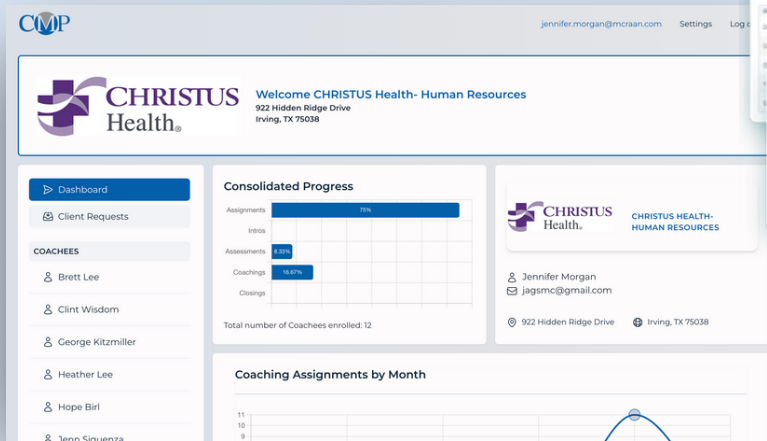 CMP
jennifer.morgan@mcraan.com Settings Log
CHRISTUS Health®
Welcome CHRISTUS Health- Human Resources
922 Hidden Ridge Drive
Irving, TX 75038
Dashboard
Client Requests
COACHEES
Brett Lee
Clint Wisdom
George Kitzmiller
Heather Lee
Hope Birl
Jenn Siguenza
Consolidated Progress
Assignments 75%
Intros
Assessments 8.33%
Coachings 16.67%
Closings
Total number of Coachees enrolled: 12
CHRISTUS Health®
CHRISTUS HEALTH-
HUMAN RESOURCES
Jennifer Morgan
jagsmc@gmail.com
922 Hidden Ridge Drive Irving, TX 75038
Coaching Assignments by Month
11
10
9